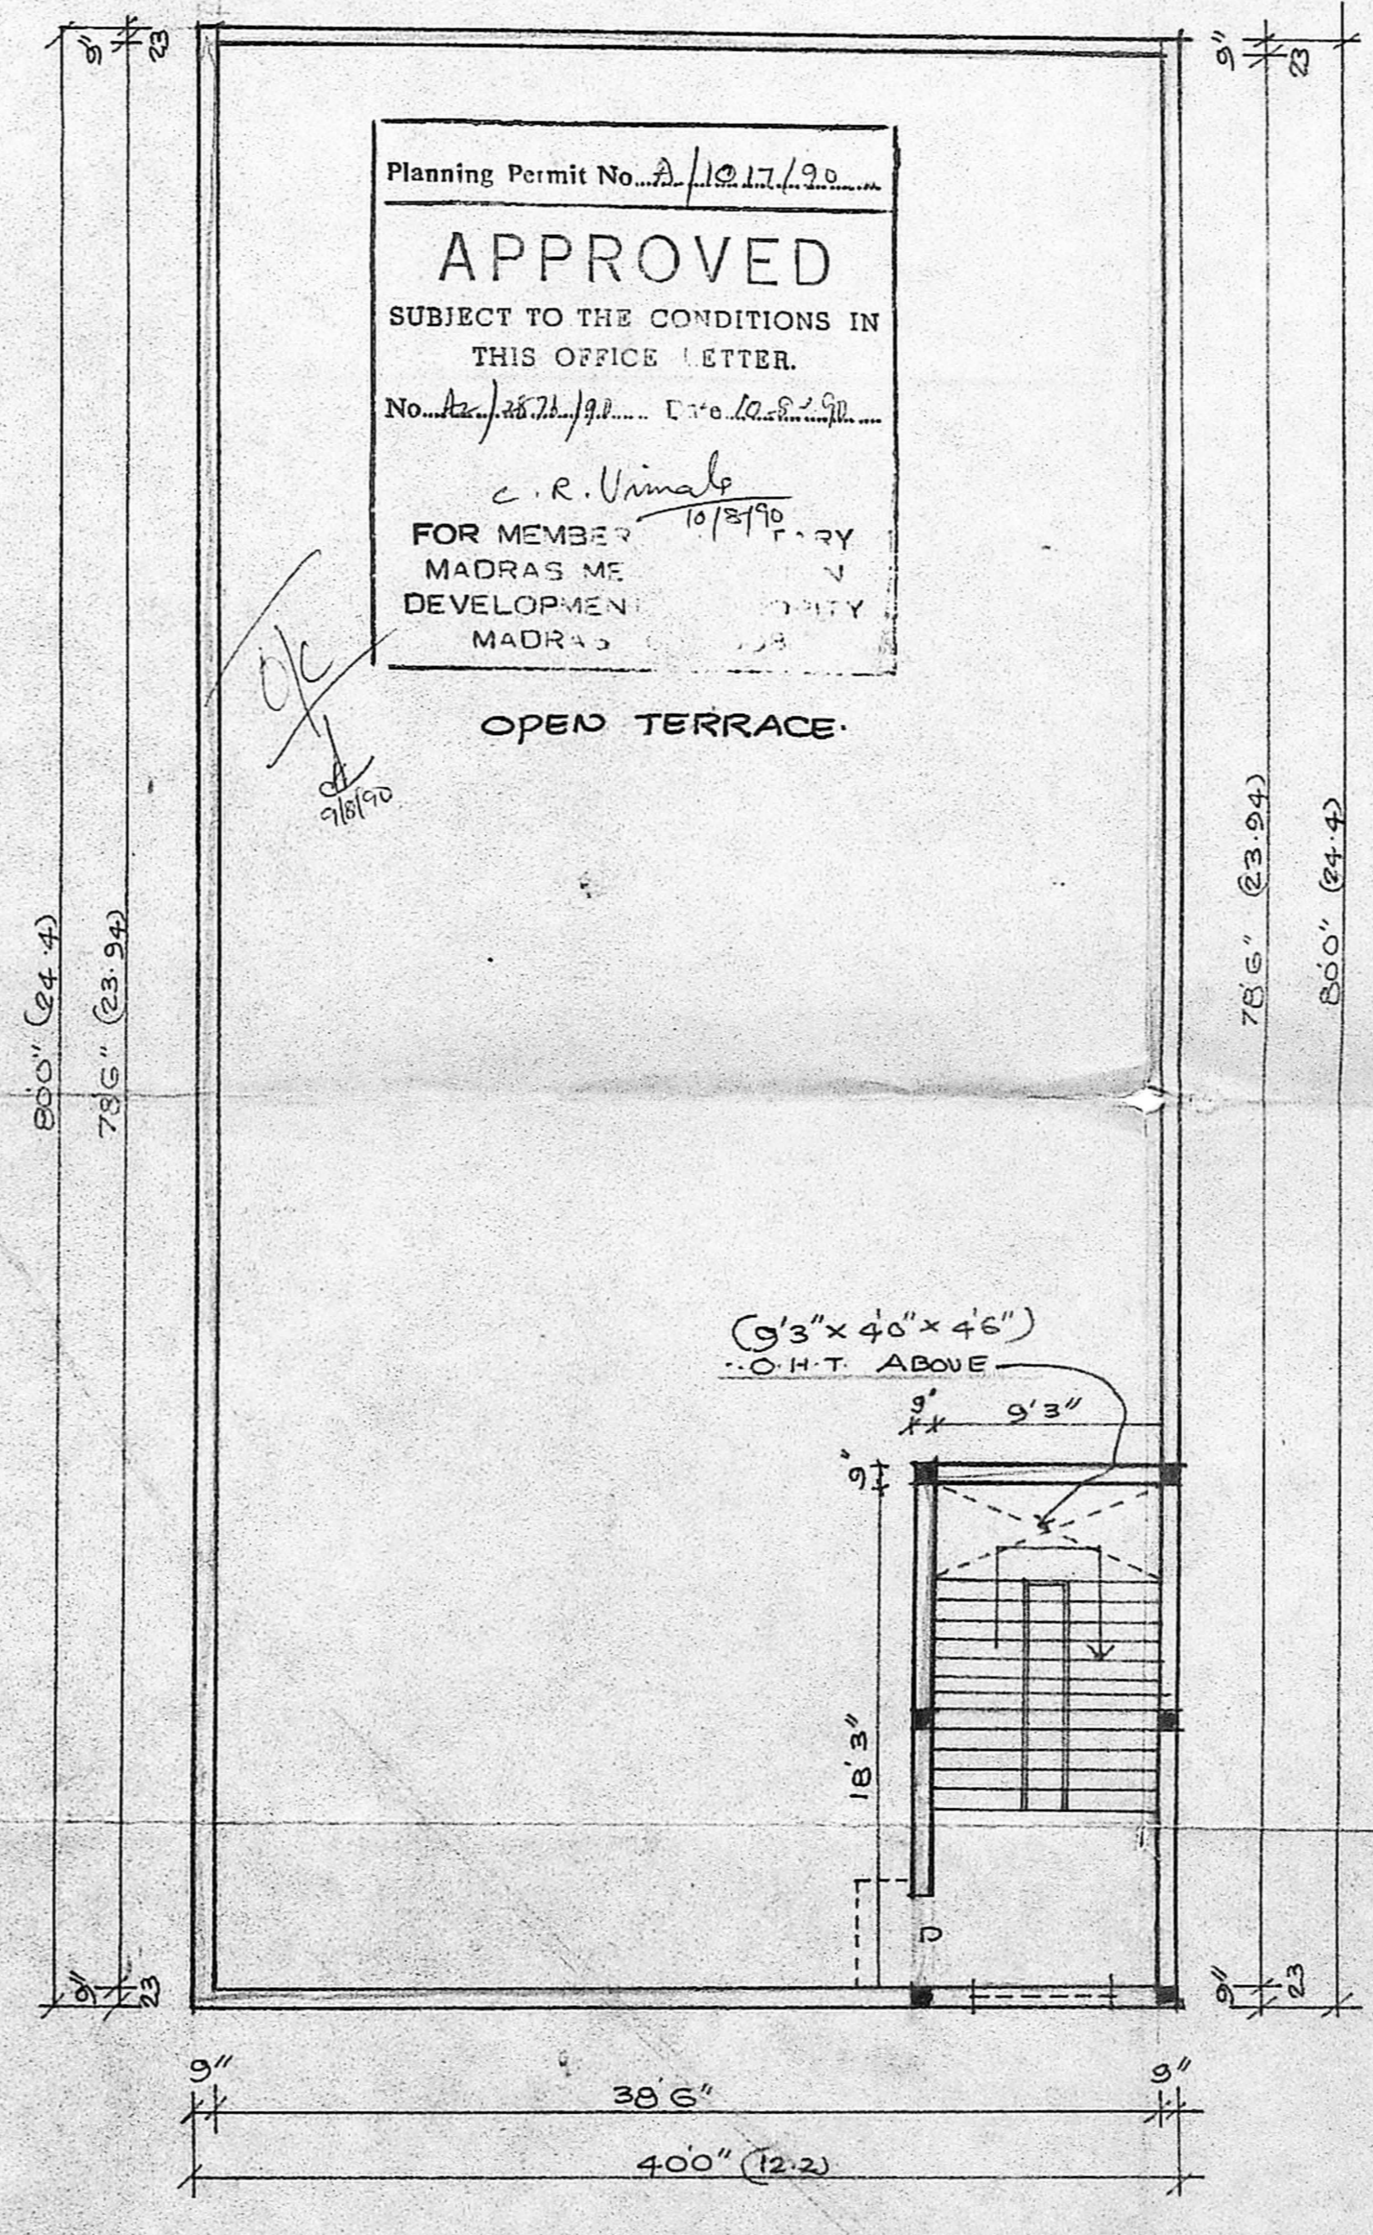 9" 23
9" 23
Planning Permit No. A/1017/90
APPROVED
SUBJECT TO THE CONDITIONS IN
THIS OFFICE LETTER.
No. A2/ /90 Date 10-8-90
C. R. Vimala
10/8/90
FOR MEMBER
MADRAS
DEVELOPMENT
MADRAS
O/C
9/8/90
OPEN TERRACE.
80'0" (24.4)
78'6" (23.94)
78'6" (23.94)
80'0" (24.4)
(9'3" x 4'0" x 4'6")
O.H.T. ABOVE
9" 9'3"
9"
18'3"
D
9" 23
9" 23
9" 38'6" 9"
40'0" (12.2)